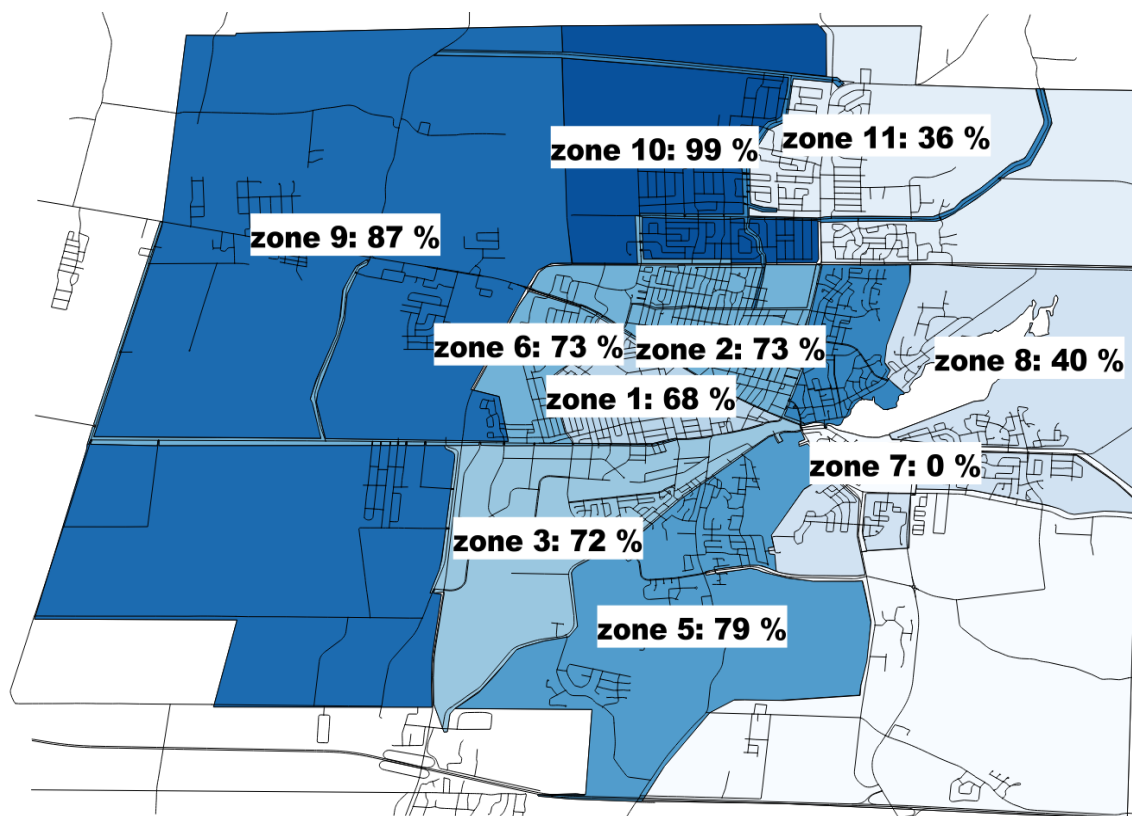 zone 11: 36 %
zone 10: 99 %
zone 9: 87 %
zone 6: 73 %
zone 2: 73 %
zone 8: 40 %
zone 1: 68 %
zone 7: 0 %
zone 3: 72 %
zone 5: 79 %